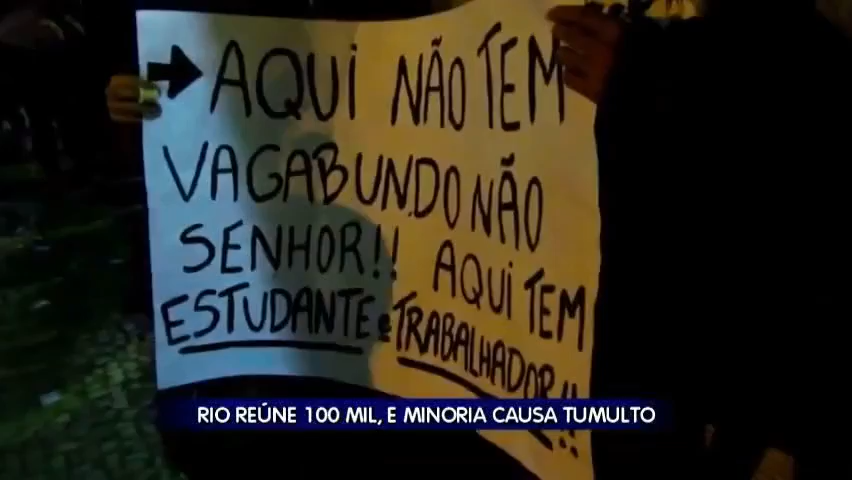 AQUI NÃO TEM
VAGABUNDO NÃO
SENHOR!! AQUI TEM
ESTUDANTE e TRABALHADOR!!
RIO REÚNE 100 MIL, E MINORIA CAUSA TUMULTO